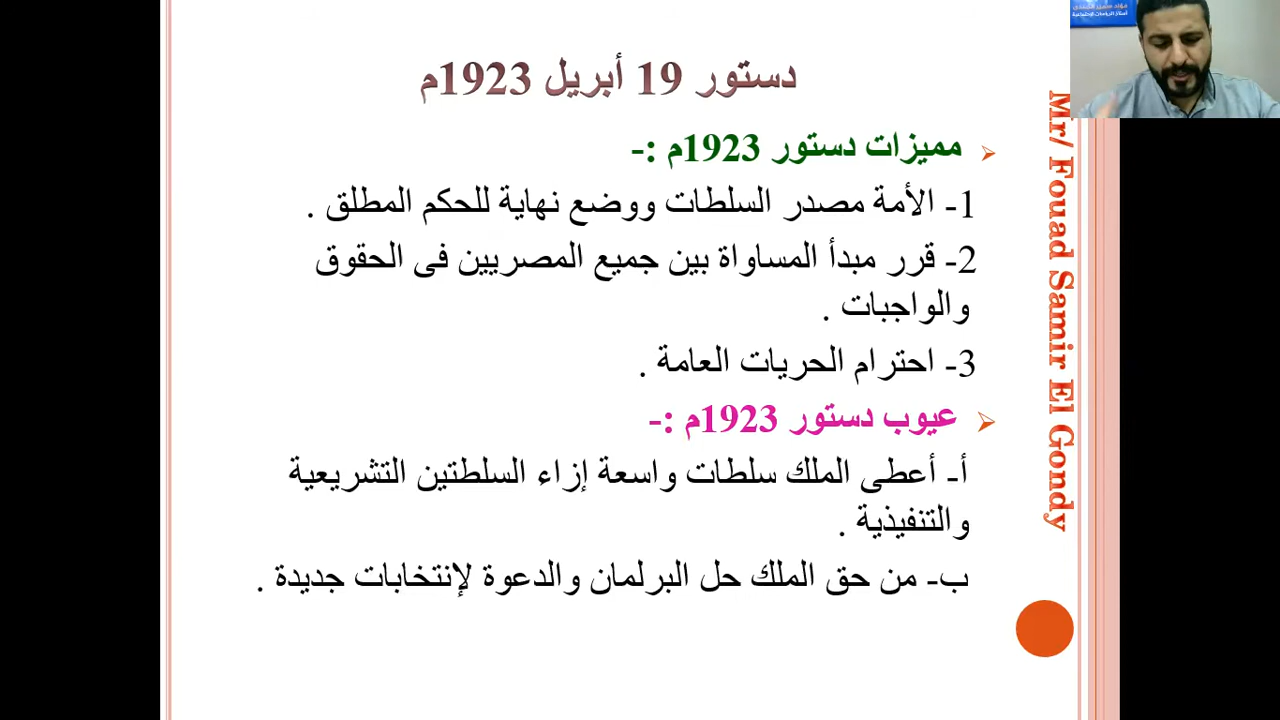 دستور 19 أبريل 1923م
مميزات دستور 1923م :-
1- الأمة مصدر السلطات ووضع نهاية للحكم المطلق .
2- قرر مبدأ المساواة بين جميع المصريين فى الحقوق
والواجبات .
3- احترام الحريات العامة .
عيوب دستور 1923م :-
أ- أعطى الملك سلطات واسعة إزاء السلطتين التشريعية
والتنفيذية .
ب- من حق الملك حل البرلمان والدعوة لإنتخابات جديدة .
Mr/ Fouad Samir El Gondy